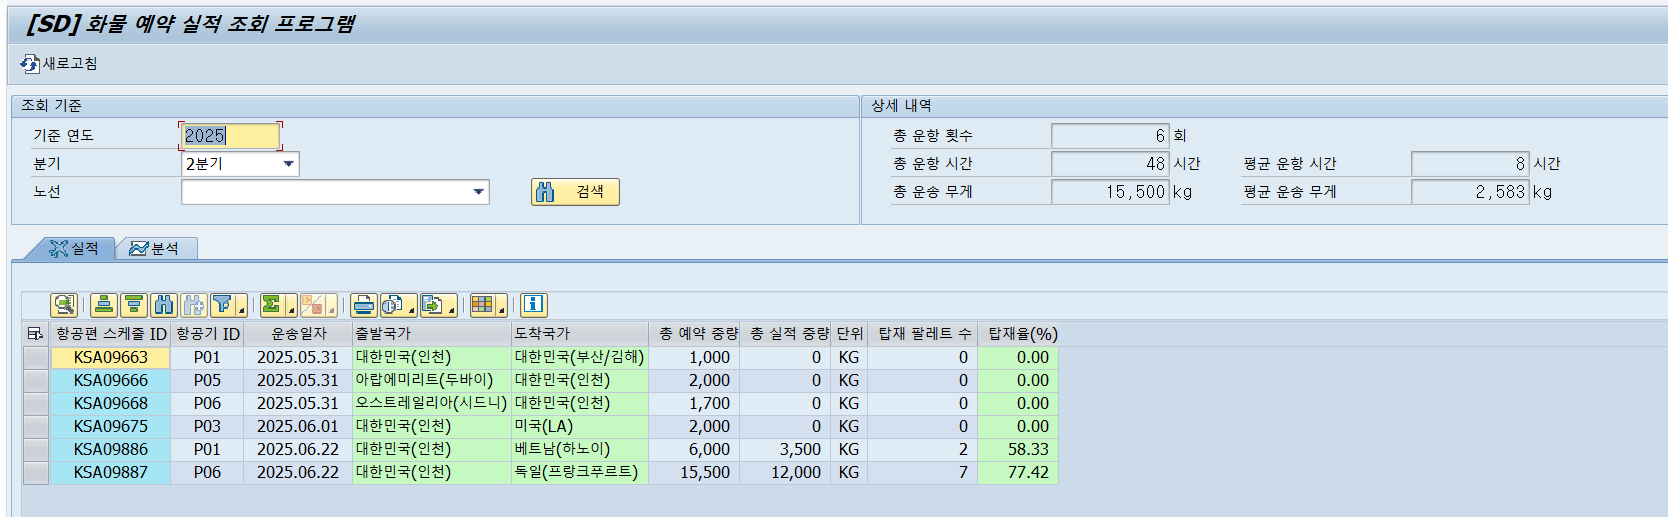 [SD] 화물 예약 실적 조회 프로그램
새로고침
조회 기준
기준 연도 2025
분기 2분기
노선 검색
상세 내역
총 운항 횟수 6 회
총 운항 시간 48 시간 평균 운항 시간 8 시간
총 운송 무게 15,500 kg 평균 운송 무게 2,583 kg
실적 분석
항공편 스케줄 ID 항공기 ID 운송일자 출발국가 도착국가 총 예약 중량 총 실적 중량 단위 탑재 팔레트 수 탑재율(%)
KSA09663 P01 2025.05.31 대한민국(인천) 대한민국(부산/김해) 1,000 0 KG 0 0.00
KSA09666 P05 2025.05.31 아랍에미리트(두바이) 대한민국(인천) 2,000 0 KG 0 0.00
KSA09668 P06 2025.05.31 오스트레일리아(시드니) 대한민국(인천) 1,700 0 KG 0 0.00
KSA09675 P03 2025.06.01 대한민국(인천) 미국(LA) 2,000 0 KG 0 0.00
KSA09886 P01 2025.06.22 대한민국(인천) 베트남(하노이) 6,000 3,500 KG 2 58.33
KSA09887 P06 2025.06.22 대한민국(인천) 독일(프랑크푸르트) 15,500 12,000 KG 7 77.42